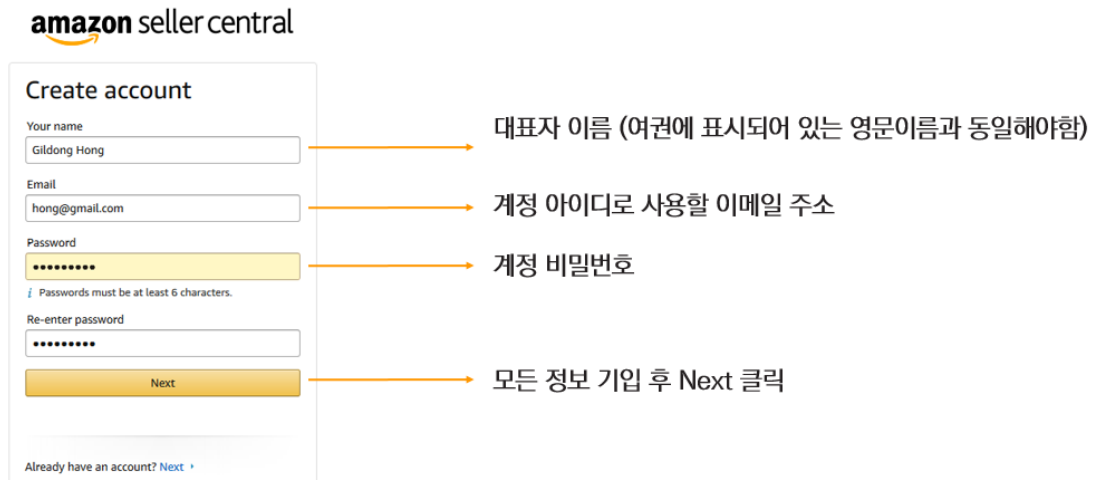 amazon seller central
Create account
Your name
Gildong Hong
대표자 이름 (여권에 표시되어 있는 영문이름과 동일해야함)
Email
hong@gmail.com
계정 아이디로 사용할 이메일 주소
Password
•••••••••
계정 비밀번호
i Passwords must be at least 6 characters.
Re-enter password
•••••••••
Next
모든 정보 기입 후 Next 클릭
Already have an account? Next